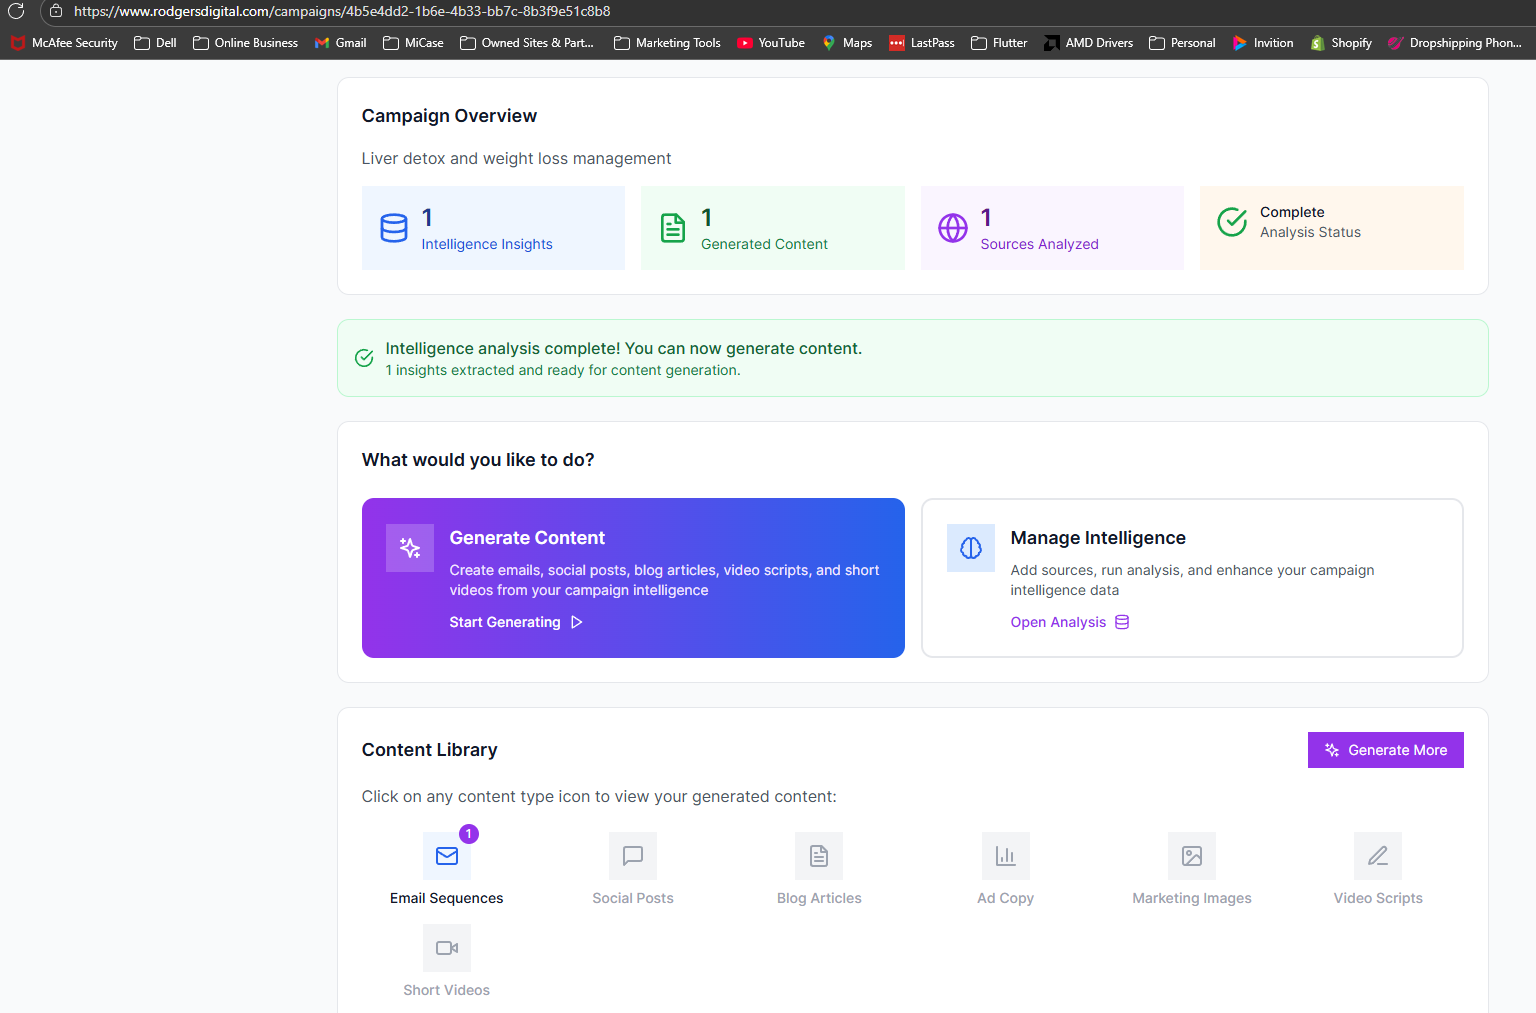 https://www.rodgersdigital.com/campaigns/4b5e4dd2-1b6e-4b33-bb7c-8b3f9e51c8b8
McAfee Security Dell Online Business Gmail MiCase Owned Sites & Part... Marketing Tools YouTube Maps LastPass Flutter AMD Drivers Personal Invition Shopify Dropshipping Phon...
Campaign Overview
Liver detox and weight loss management
1
Intelligence Insights
1
Generated Content
1
Sources Analyzed
Complete
Analysis Status
Intelligence analysis complete! You can now generate content.
1 insights extracted and ready for content generation.
What would you like to do?
Generate Content
Create emails, social posts, blog articles, video scripts, and short
videos from your campaign intelligence
Start Generating
Manage Intelligence
Add sources, run analysis, and enhance your campaign
intelligence data
Open Analysis
Content Library
Generate More
Click on any content type icon to view your generated content:
1
Email Sequences
Social Posts
Blog Articles
Ad Copy
Marketing Images
Video Scripts
Short Videos